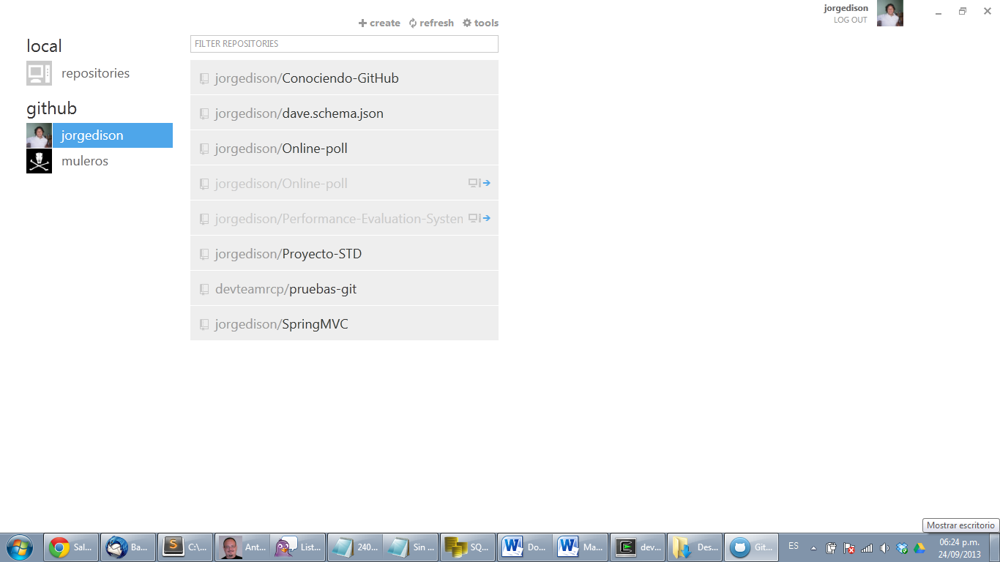 jorgedison
LOG OUT
create
refresh
tools
local
repositories
github
jorgedison
muleros
FILTER REPOSITORIES
jorgedison/Conociendo-GitHub
jorgedison/dave.schema.json
jorgedison/Online-poll
jorgedison/Online-poll
jorgedison/Performance-Evaluation-System
jorgedison/Proyecto-STD
devteamrcp/pruebas-git
jorgedison/SpringMVC
Mostrar escritorio
Sal...
Ba...
C:\...
Ant...
List...
240...
Sin ...
SQ...
Do...
Ma...
dev...
Des...
Git...
ES
06:24 p.m.
24/09/2013